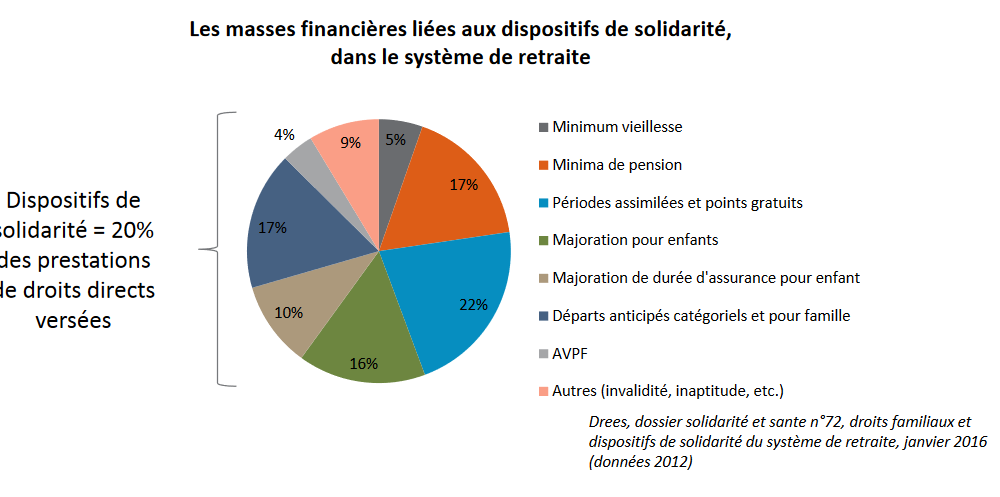 Les masses financières liées aux dispositifs de solidarité,
dans le système de retraite
Dispositifs de
solidarité = 20%
des prestations
de droits directs
versées
5%
17%
22%
16%
10%
17%
4%
9%
Minimum vieillesse
Minima de pension
Périodes assimilées et points gratuits
Majoration pour enfants
Majoration de durée d'assurance pour enfant
Départs anticipés catégoriels et pour famille
AVPF
Autres (invalidité, inaptitude, etc.)
Drees, dossier solidarité et sante n°72, droits familiaux et
dispositifs de solidarité du système de retraite, janvier 2016
(données 2012)